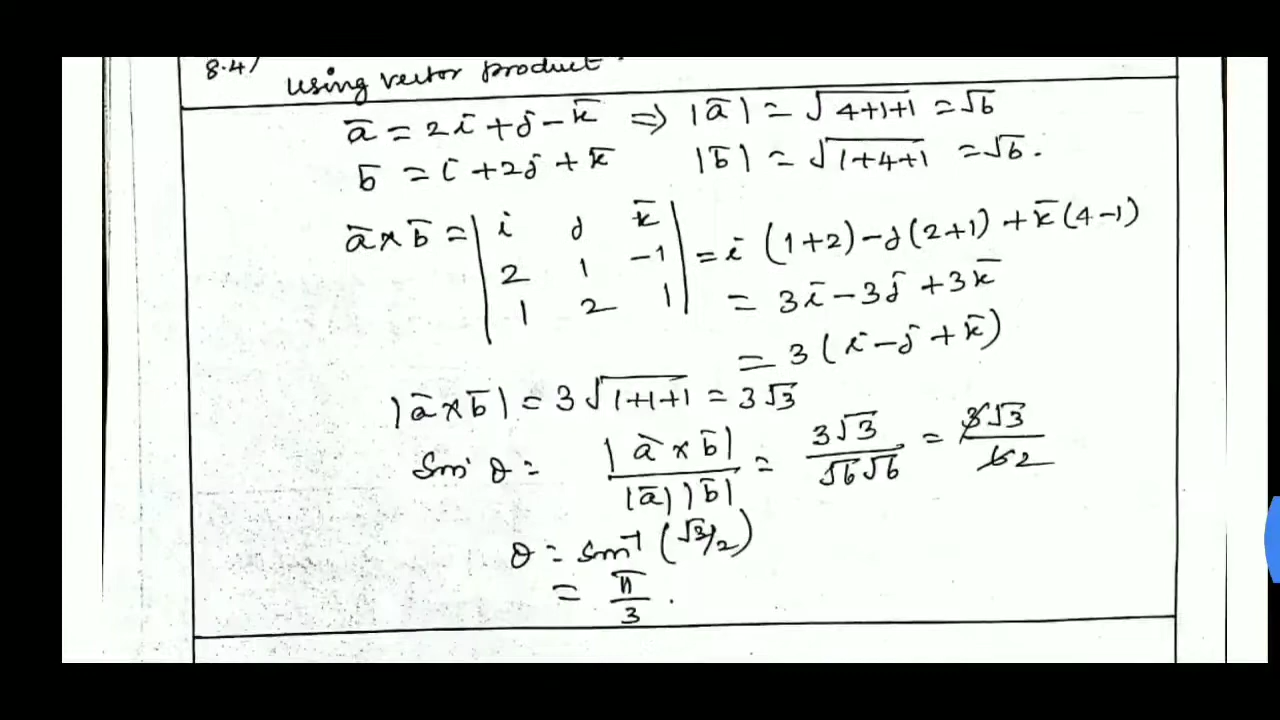 8.4/ using vector product.
a̅ = 2i̅ + j̅ - k̅ ⇒ |a̅| = √4+1+1 = √6
b̅ = i̅ + 2j̅ + k̅ |b̅| = √1+4+1 = √6.
a̅ × b̅ = | i j k̅ | = i̅ (1+2) - j(2+1) + k̅(4-1)
2 1 -1
1 2 1 = 3i̅ - 3j̅ + 3k̅
= 3(i̅ - j̅ + k̅)
|a̅ × b̅| = 3√1+1+1 = 3√3
Sin θ = |a̅ × b̅| / |a̅||b̅| = 3√3 / √6√6 = 3√3 / 6 2
θ = sin⁻¹(√3/2)
= π/3.